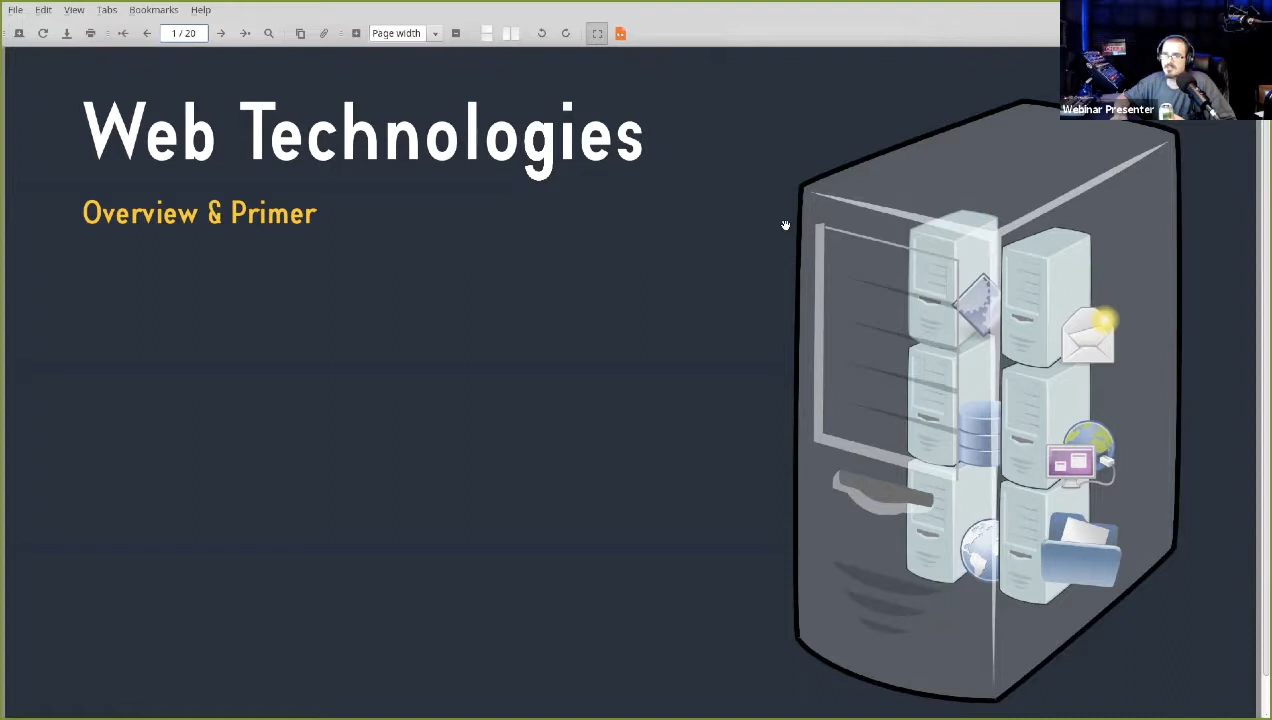 File Edit View Tabs Bookmarks Help
1 / 20 Page width
Webinar Presenter
Web Technologies
Overview & Primer